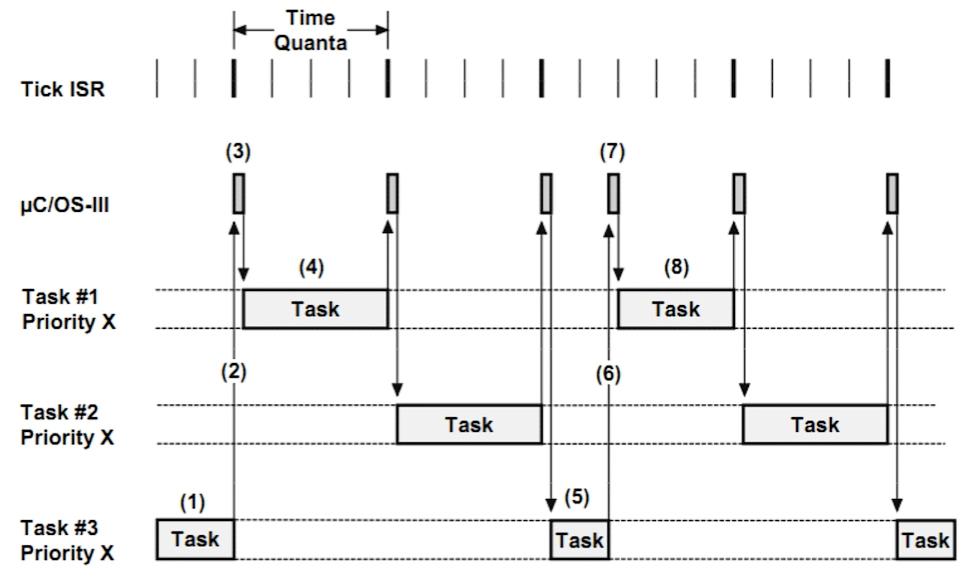 Time
Quanta
Tick ISR
(3)
(7)
µC/OS-III
(4)
(8)
Task #1
Priority X
Task
Task
(2)
(6)
Task #2
Priority X
Task
Task
(1)
(5)
Task #3
Priority X
Task
Task
Task